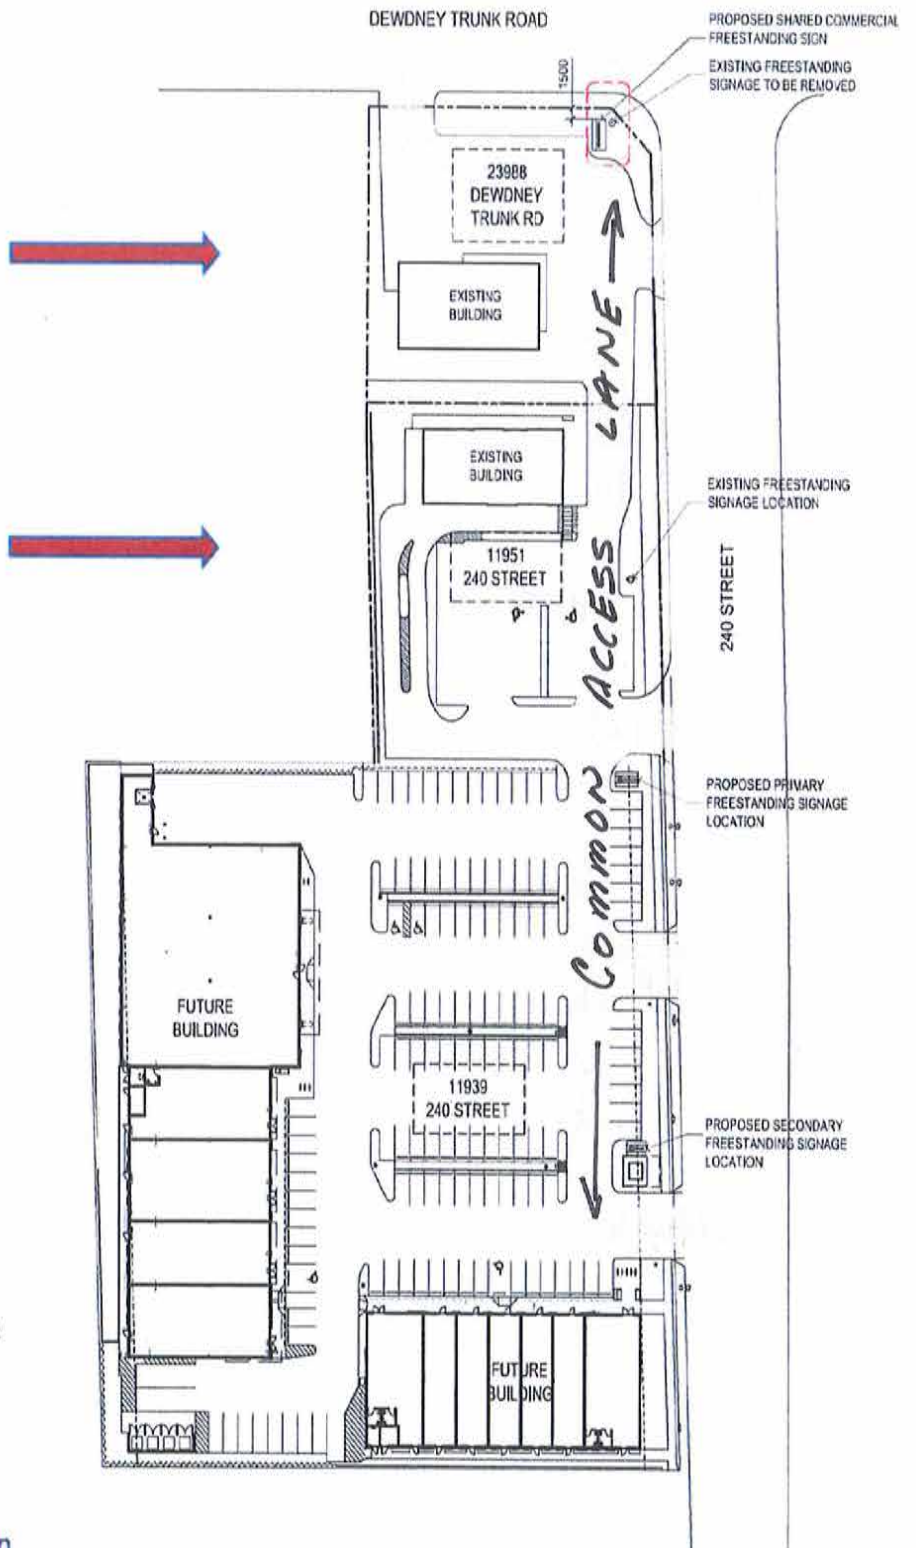 DEWDNEY TRUNK ROAD
PROPOSED SHARED COMMERCIAL
FREESTANDING SIGN
EXISTING FREESTANDING
SIGNAGE TO BE REMOVED
1500
23988
DEWDNEY
TRUNK RD
EXISTING
BUILDING
LANE
EXISTING
BUILDING
EXISTING FREESTANDING
SIGNAGE LOCATION
11951
240 STREET
ACCESS
240 STREET
COMMON
PROPOSED PRIMARY
FREESTANDING SIGNAGE
LOCATION
FUTURE
BUILDING
11939
240 STREET
PROPOSED SECONDARY
FREESTANDING SIGNAGE
LOCATION
FUTURE
BUILDING